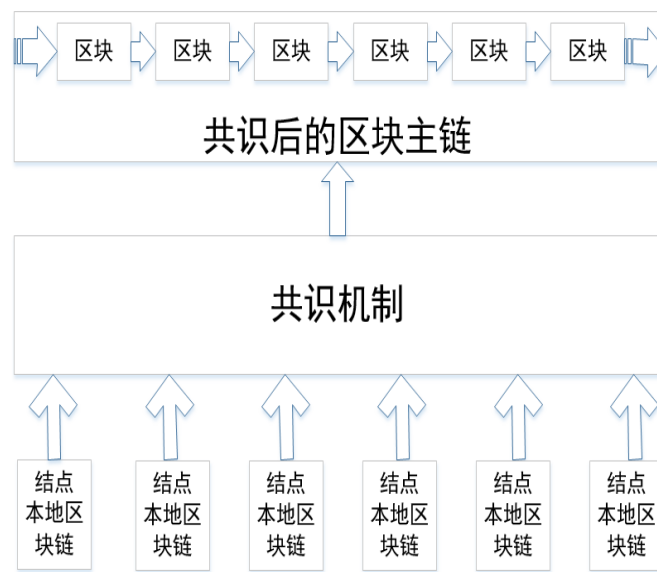 区块 区块 区块 区块 区块 区块
共识后的区块主链
共识机制
结点 结点 结点 结点 结点 结点
本地区 本地区 本地区 本地区 本地区 本地区
块链 块链 块链 块链 块链 块链